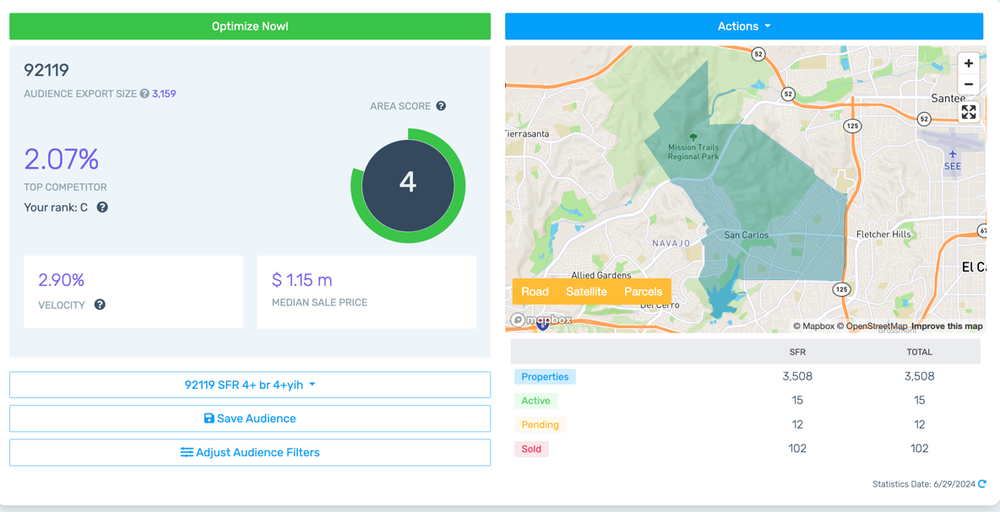 Optimize Now!
92119
AUDIENCE EXPORT SIZE ? 3,159
AREA SCORE ?
4
2.07%
TOP COMPETITOR
Your rank: C ?
2.90%
VELOCITY ?
$ 1.15 m
MEDIAN SALE PRICE
92119 SFR 4+ br 4+yih
Save Audience
Adjust Audience Filters
Actions
52
52
Santee
52
125
Tierrasanta
Mission Trails
Regional Park
SEE
67
San Carlos
Fletcher Hills
NAVAJO
El Ca
Allied Gardens
Road Satellite Parcels
125
Del Cerro
mapbox
8
© Mapbox © OpenStreetMap Improve this map
Grossmont
SFR TOTAL
Properties 3,508 3,508
Active 15 15
Pending 12 12
Sold 102 102
Statistics Date: 6/29/2024